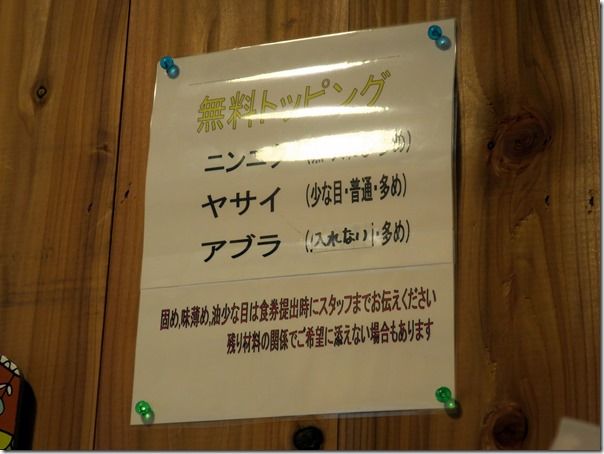 無料トッピング
ニンニク め)
ヤサイ (少な目・普通・多め)
アブラ (入れない・多め)
固め,味薄め,油少な目は食券提出時にスタッフまでお伝えください
残り材料の関係でご希望に添えない場合もあります